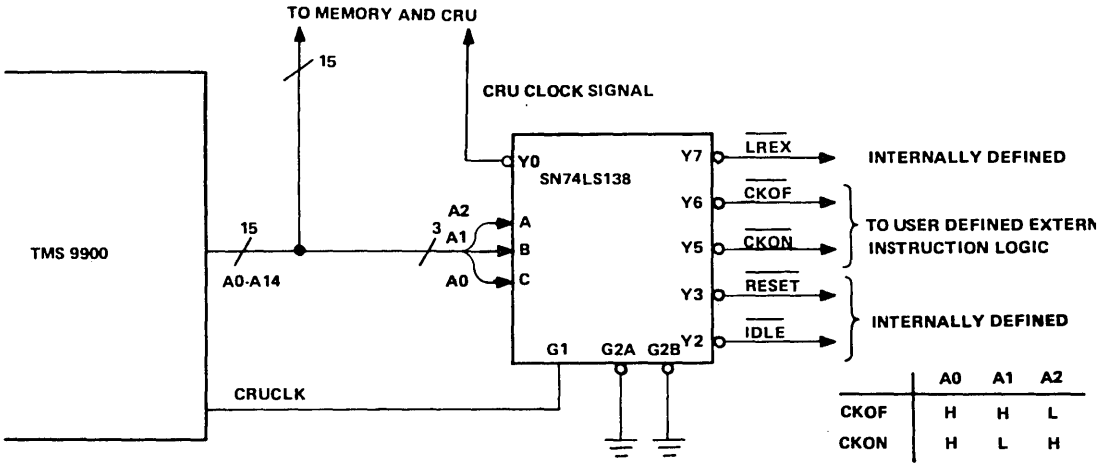 TO MEMORY AND CRU
15
CRU CLOCK SIGNAL
Y0
SN74LS138
Y7
LREX
INTERNALLY DEFINED
Y6
CKOF
Y5
CKON
TO USER DEFINED EXTERN
INSTRUCTION LOGIC
Y3
RESET
Y2
IDLE
INTERNALLY DEFINED
TMS 9900
15
A0-A14
3
A2
A1
A0
A
B
C
G1
G2A
G2B
CRUCLK
A0 A1 A2
CKOF H H L
CKON H L H